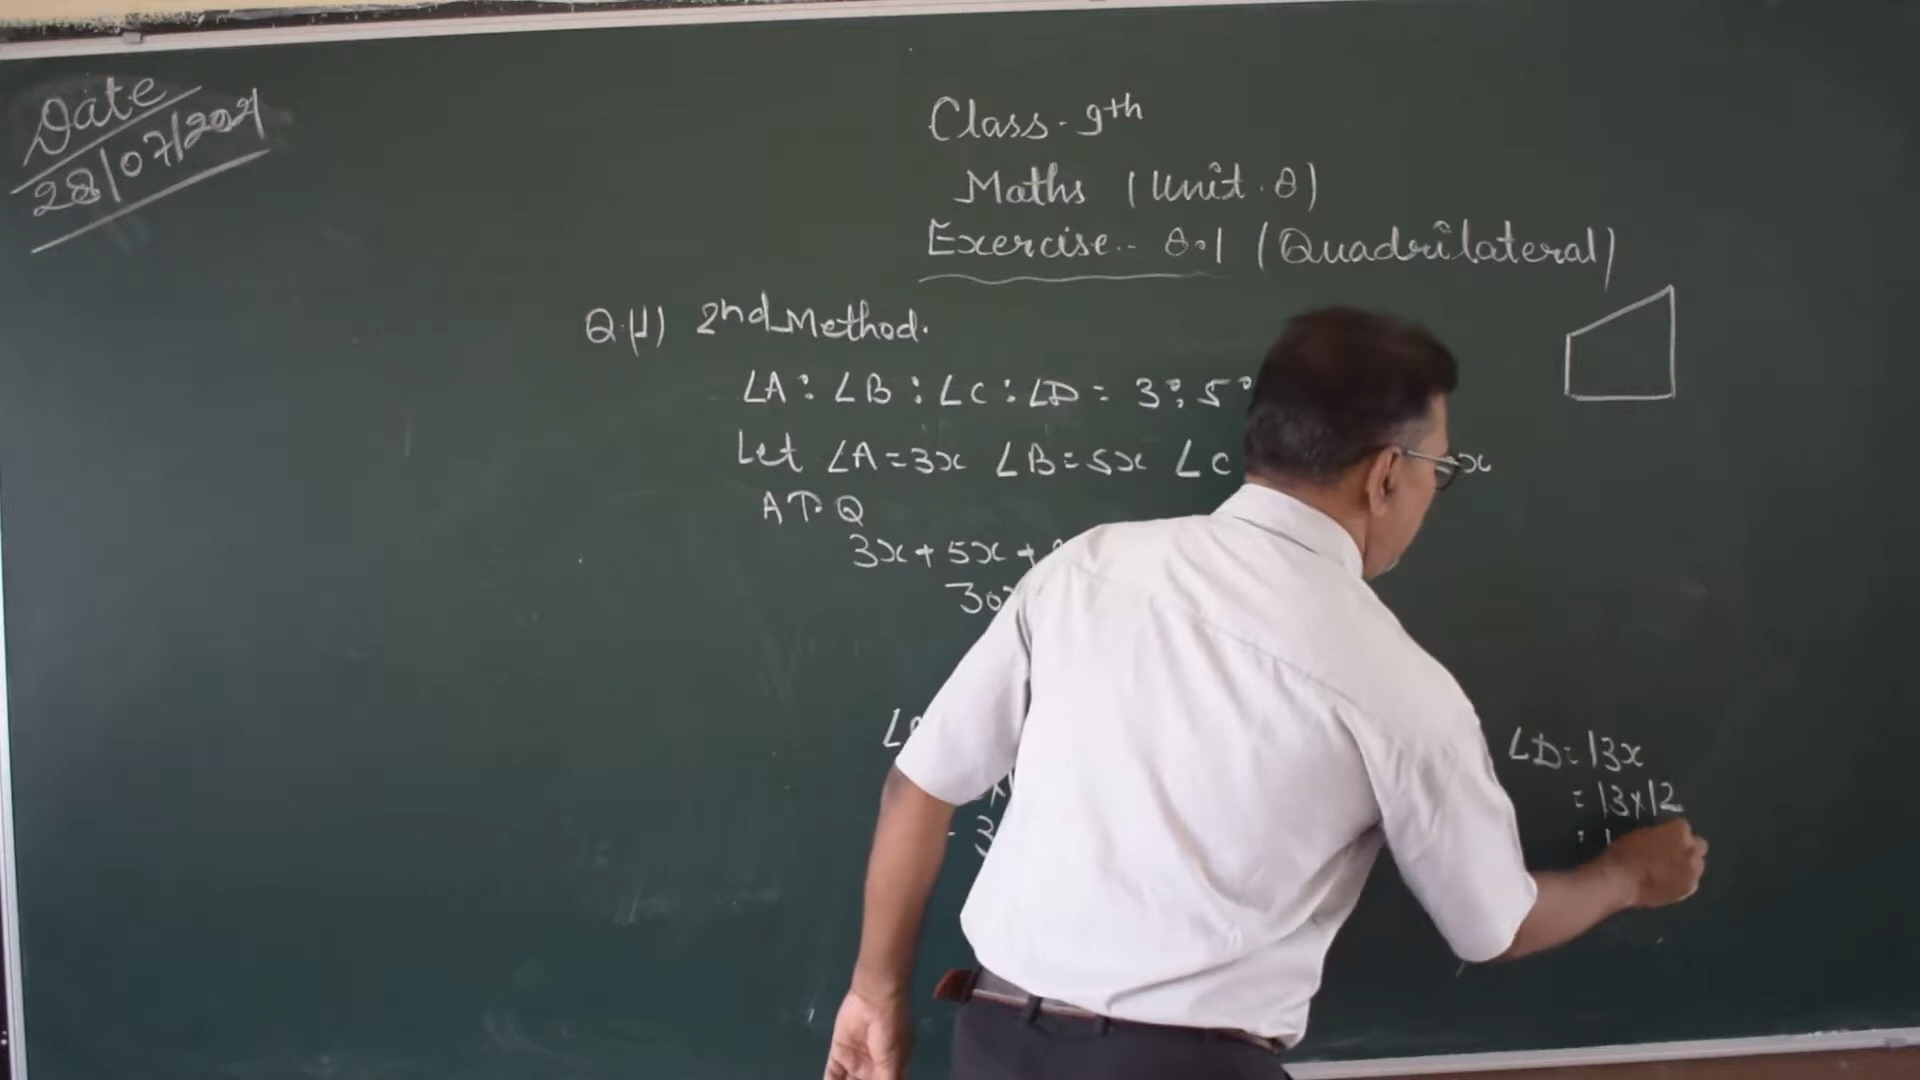 Date
28/07/2021
Class - 9th
Maths (Unit . 8)
Exercise .. 8.1 (Quadrilateral)
Q.(1) 2nd Method.
∠A : ∠B : ∠C : ∠D = 3 : 5 :
Let ∠A = 3x ∠B = 5x ∠C x
A T. Q
3x + 5x +
30
∠D = 13x
= 13 x 12